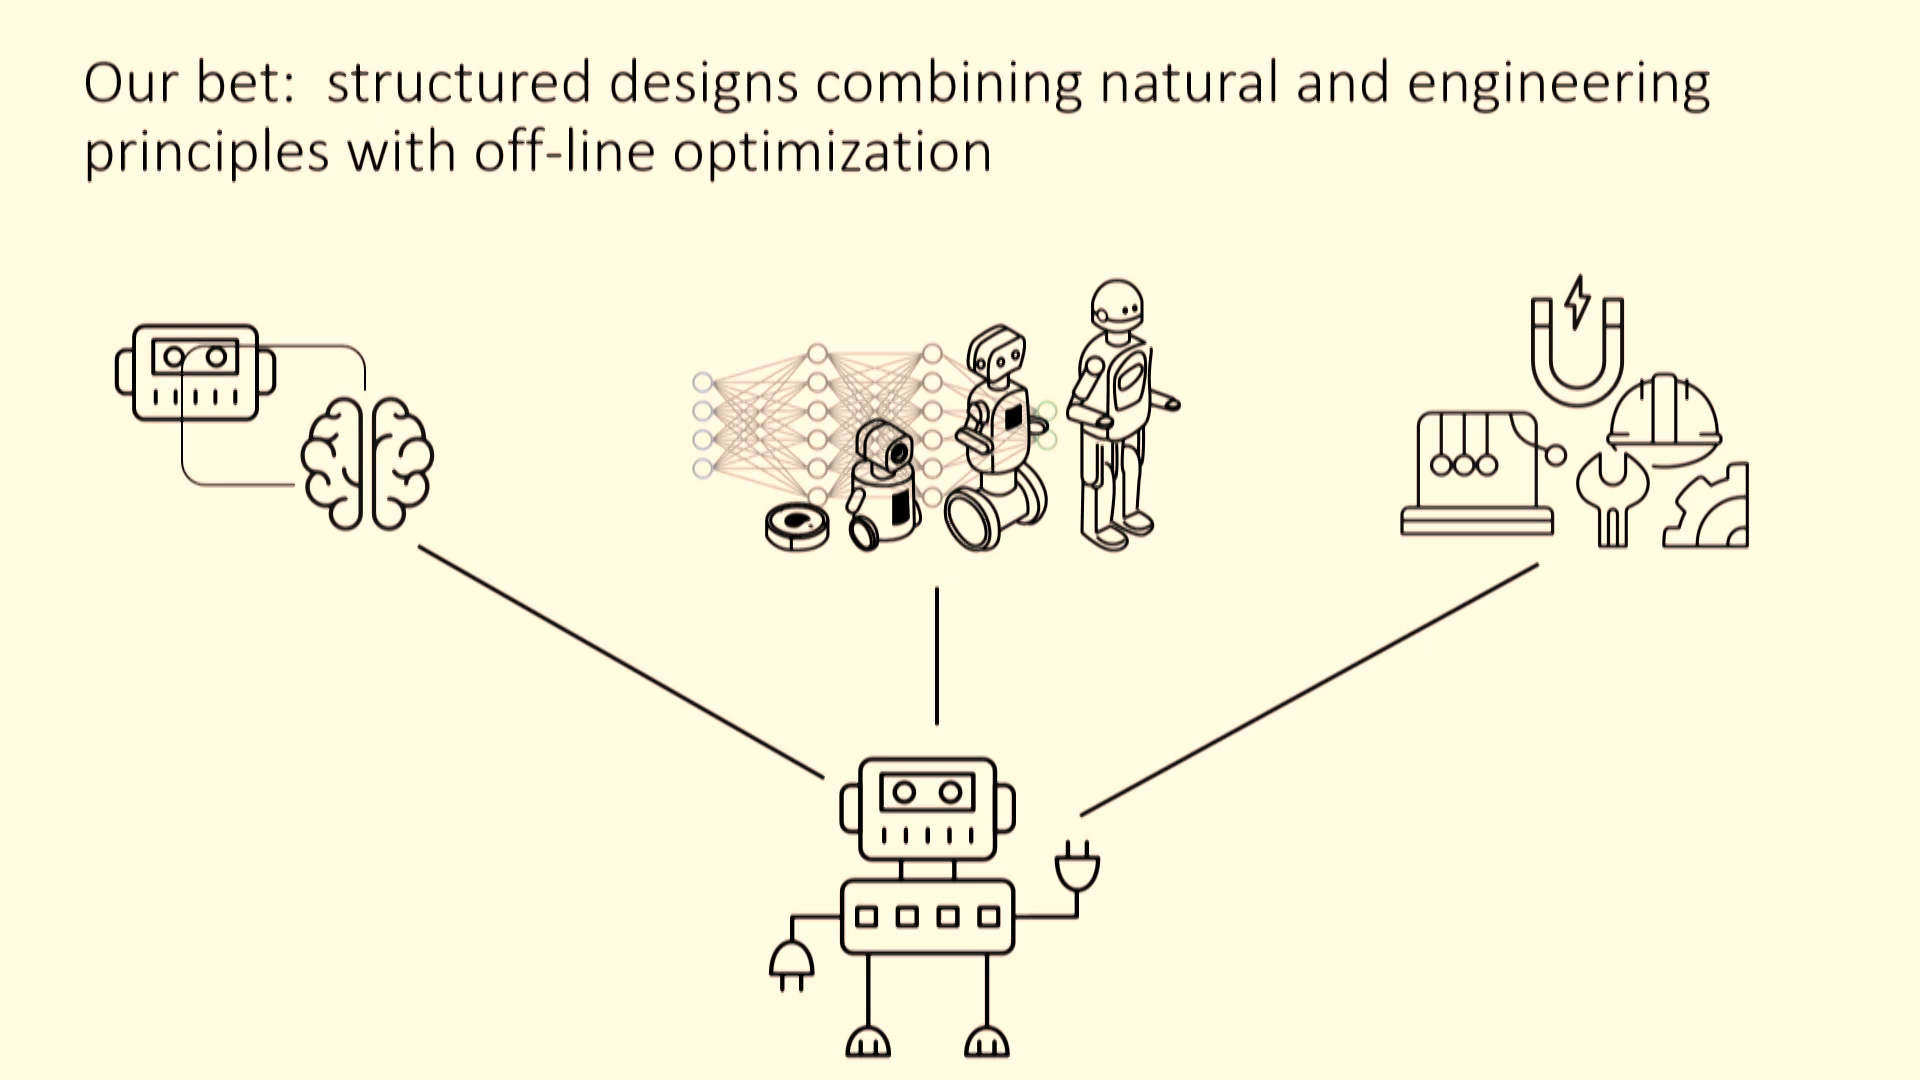 Our bet:  structured designs combining natural and engineering
principles with off-line optimization